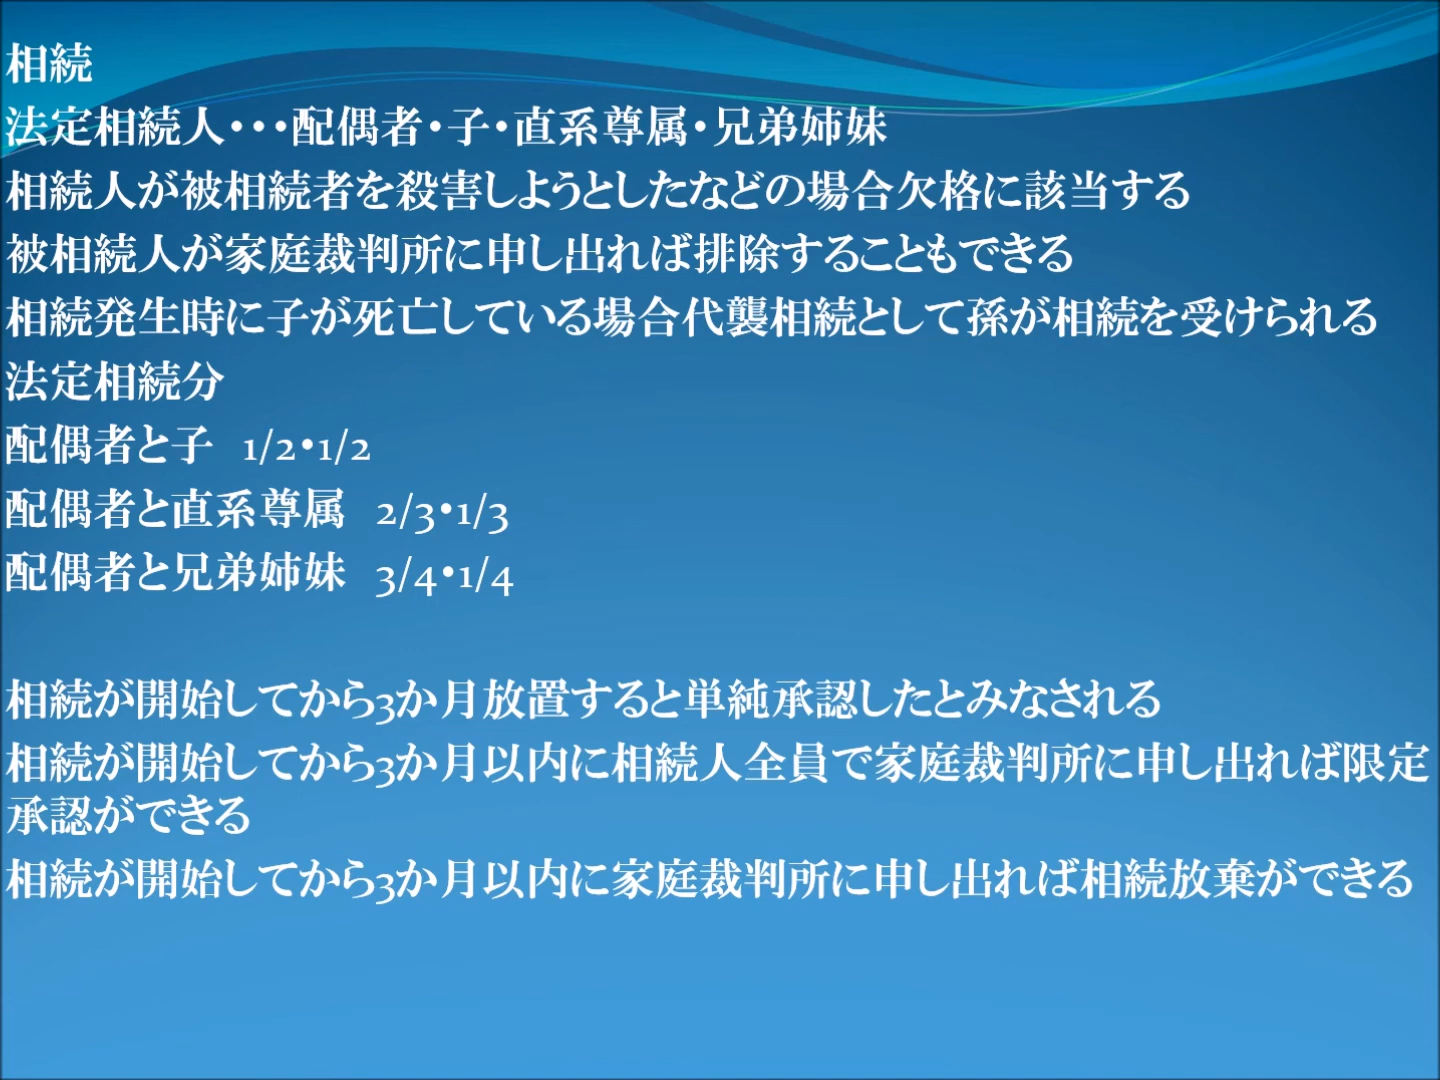 相続
法定相続人・・・配偶者・子・直系尊属・兄弟姉妹
相続人が被相続者を殺害しようとしたなどの場合欠格に該当する
被相続人が家庭裁判所に申し出れば排除することもできる
相続発生時に子が死亡している場合代襲相続として孫が相続を受けられる
法定相続分
配偶者と子　1/2・1/2
配偶者と直系尊属　2/3・1/3
配偶者と兄弟姉妹　3/4・1/4
相続が開始してから3か月放置すると単純承認したとみなされる
相続が開始してから3か月以内に相続人全員で家庭裁判所に申し出れば限定
承認ができる
相続が開始してから3か月以内に家庭裁判所に申し出れば相続放棄ができる